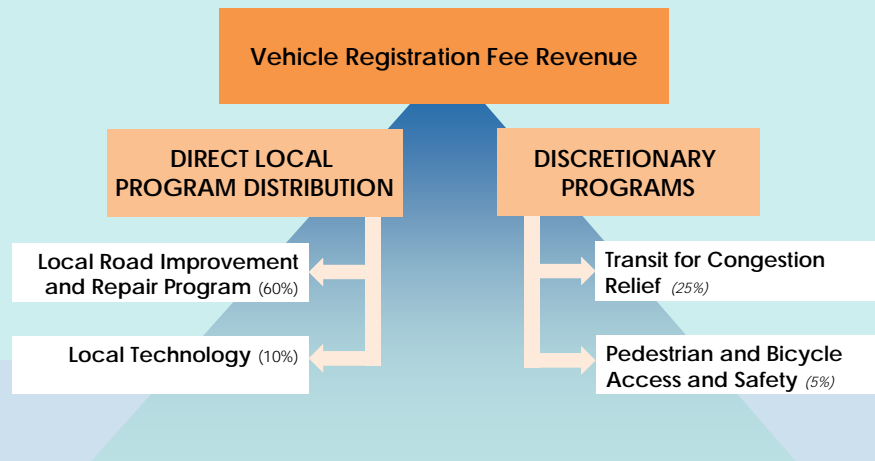 Vehicle Registration Fee Revenue
DIRECT LOCAL
PROGRAM DISTRIBUTION
Local Road Improvement
and Repair Program (60%)
Local Technology (10%)
DISCRETIONARY
PROGRAMS
Transit for Congestion
Relief (25%)
Pedestrian and Bicycle
Access and Safety (5%)